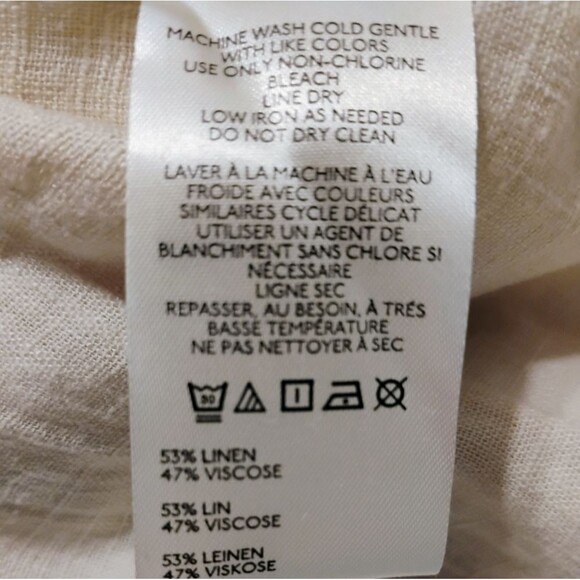 MACHINE WASH COLD GENTLE
WITH LIKE COLORS
USE ONLY NON-CHLORINE
BLEACH
LINE DRY
LOW IRON AS NEEDED
DO NOT DRY CLEAN
LAVER À LA MACHINE À L'EAU
FROIDE AVEC COULEURS
SIMILAIRES CYCLE DÉLICAT
UTILISER UN AGENT DE
BLANCHIMENT SANS CHLORE SI
NÉCESSAIRE
LIGNE SEC
REPASSER, AU BESOIN, À TRÉS
BASSE TEMPÉRATURE
NE PAS NETTOYER À SEC
30
53% LINEN
47% VISCOSE
53% LIN
47% VISCOSE
53% LEINEN
47% VISKOSE